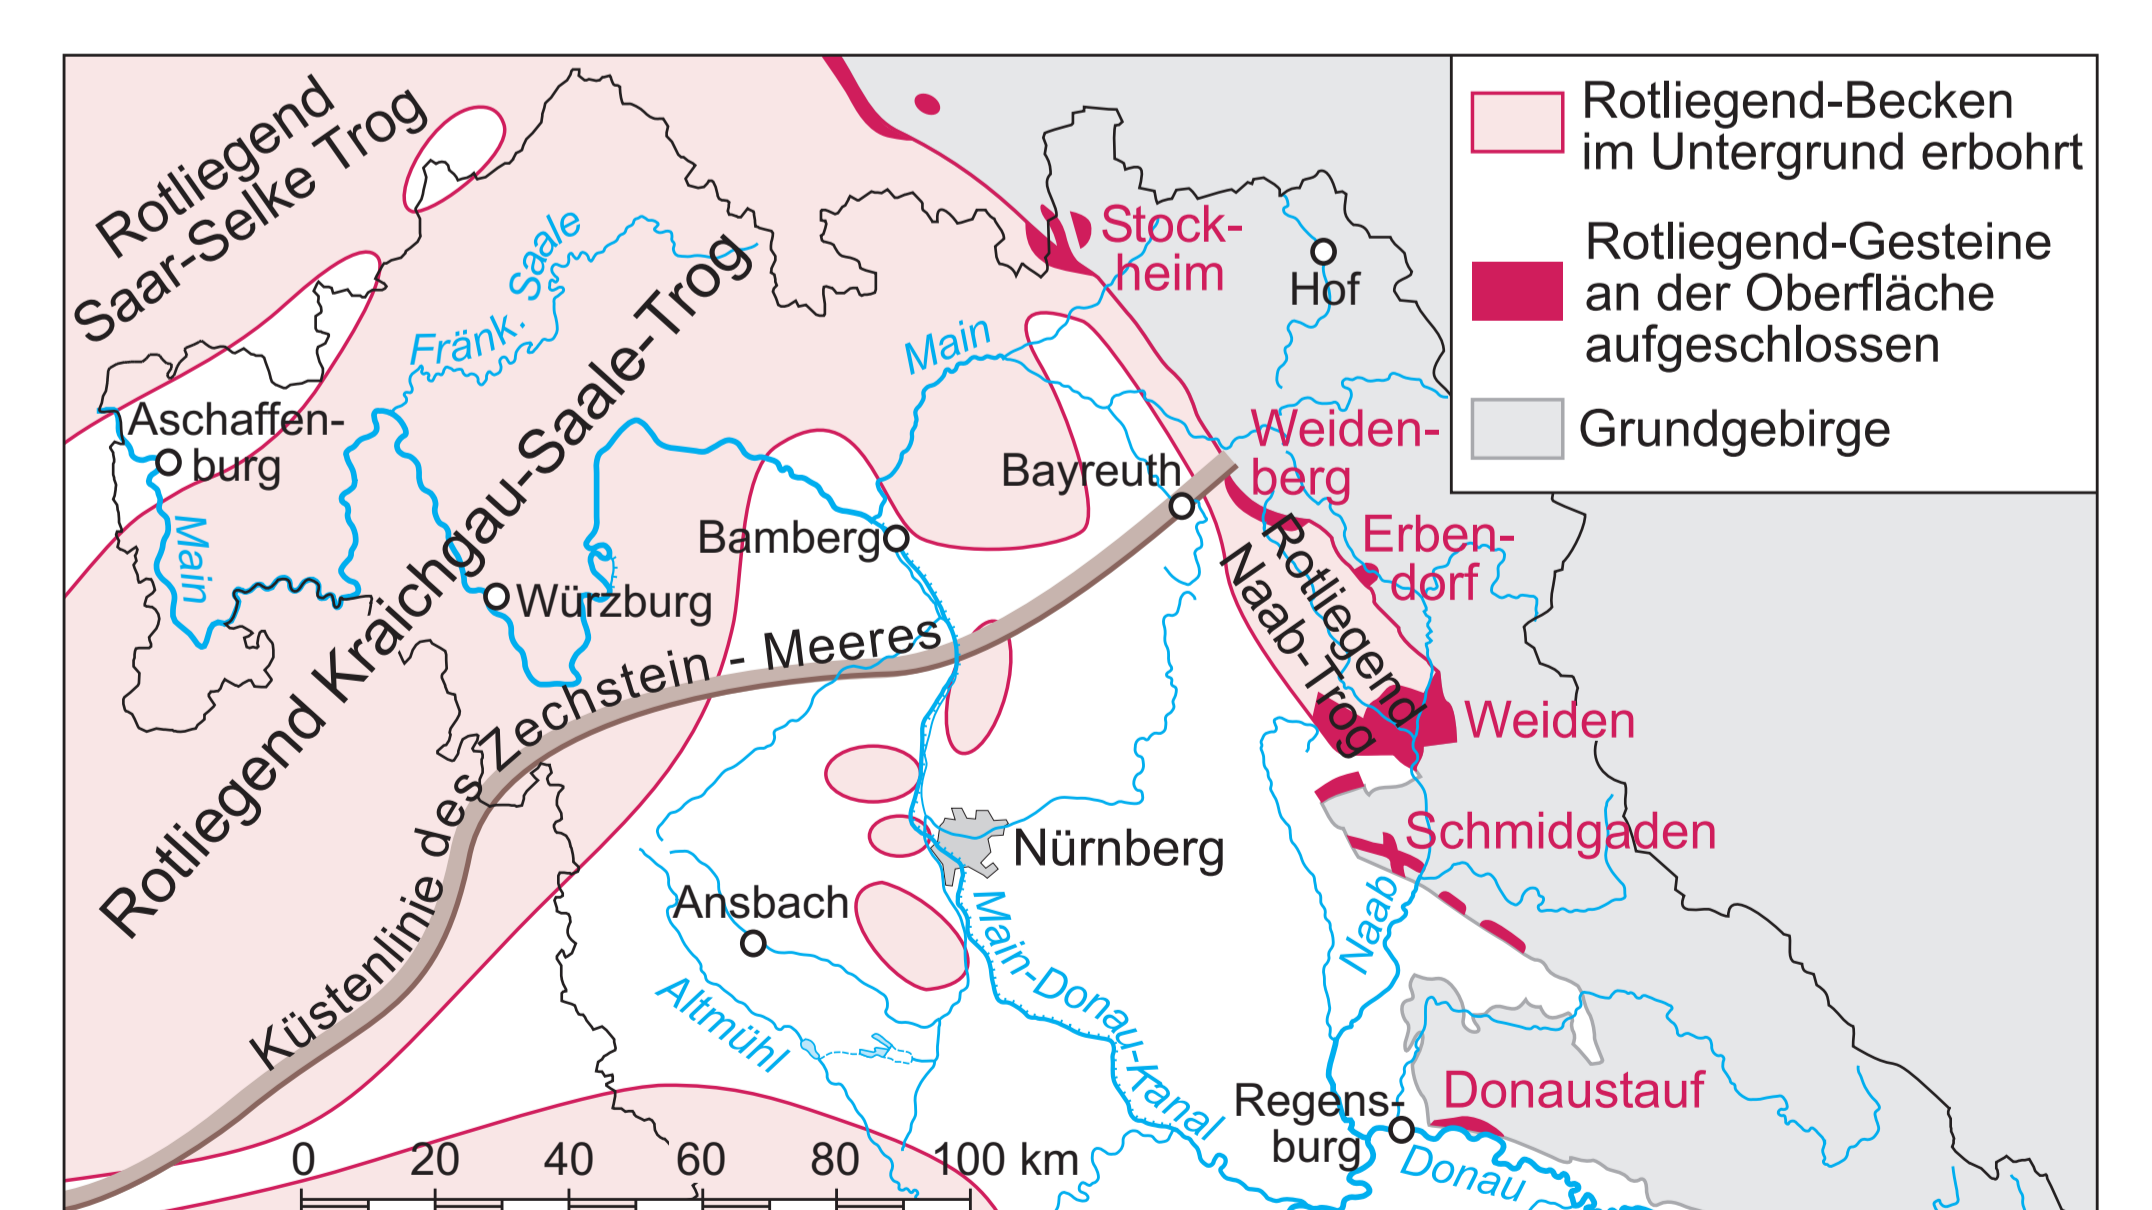 Rotliegend
Saar-Selke Trog
Rotliegend-Becken
im Untergrund erbohrt
Rotliegend-Gesteine
an der Oberfläche
aufgeschlossen
Grundgebirge
Stock-
heim
Hof
Fränk. Saale
Main
Aschaffen-
burg
Main
Rotliegend Kraichgau-Saale-Trog
Weiden-
berg
Bayreuth
Bamberg
Würzburg
Erben-
dorf
Rotliegend
Naab-Trog
Küstenlinie des Zechstein - Meeres
Weiden
Schmidgaden
Nürnberg
Ansbach
Naab
Main-Donau-Kanal
Altmühl
Donaustauf
Regens-
burg
Donau
0 20 40 60 80 100 km